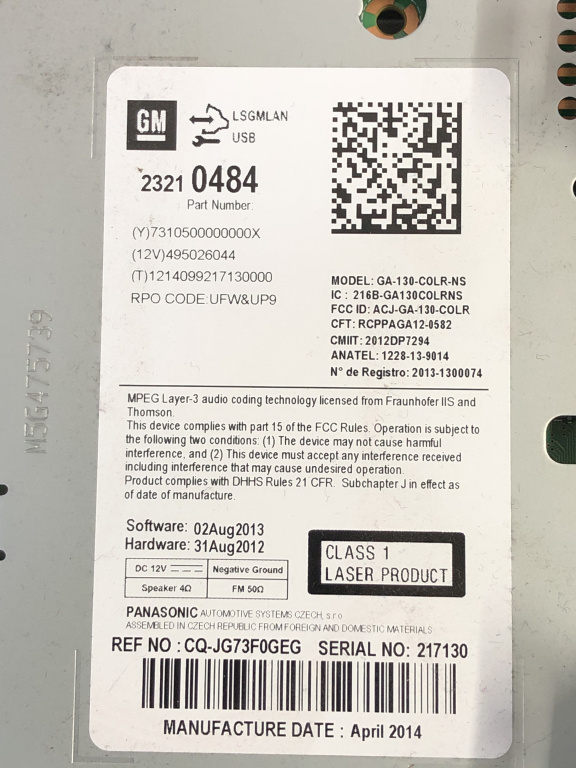 GM
LSGMLAN
USB
2321 0484
Part Number:
(Y)7310500000000X
(12V)495026044
(T)1214099217130000
RPO CODE:UFW&UP9
MODEL: GA-130-COLR-NS
IC : 216B-GA130COLRNS
FCC ID: ACJ-GA-130-COLR
CFT: RCPPAGA12-0582
CMIIT: 2012DP7294
ANATEL: 1228-13-9014
N° de Registro: 2013-1300074
MPEG Layer-3 audio coding technology licensed from Fraunhofer IIS and
Thomson.
This device complies with part 15 of the FCC Rules. Operation is subject to
the following two conditions: (1) The device may not cause harmful
interference, and (2) This device must accept any interference received
including interference that may cause undesired operation.
Product complies with DHHS Rules 21 CFR. Subchapter J in effect as
of date of manufacture.
Software: 02Aug2013
Hardware: 31Aug2012
DC 12V Negative Ground
Speaker 4Ω FM 50Ω
CLASS 1
LASER PRODUCT
PANASONIC AUTOMOTIVE SYSTEMS CZECH, s.r.o
ASSEMBLED IN CZECH REPUBLIC FROM FOREIGN AND DOMESTIC MATERIALS
REF NO : CQ-JG73F0GEG SERIAL NO: 217130
MANUFACTURE DATE : April 2014
M5G475739